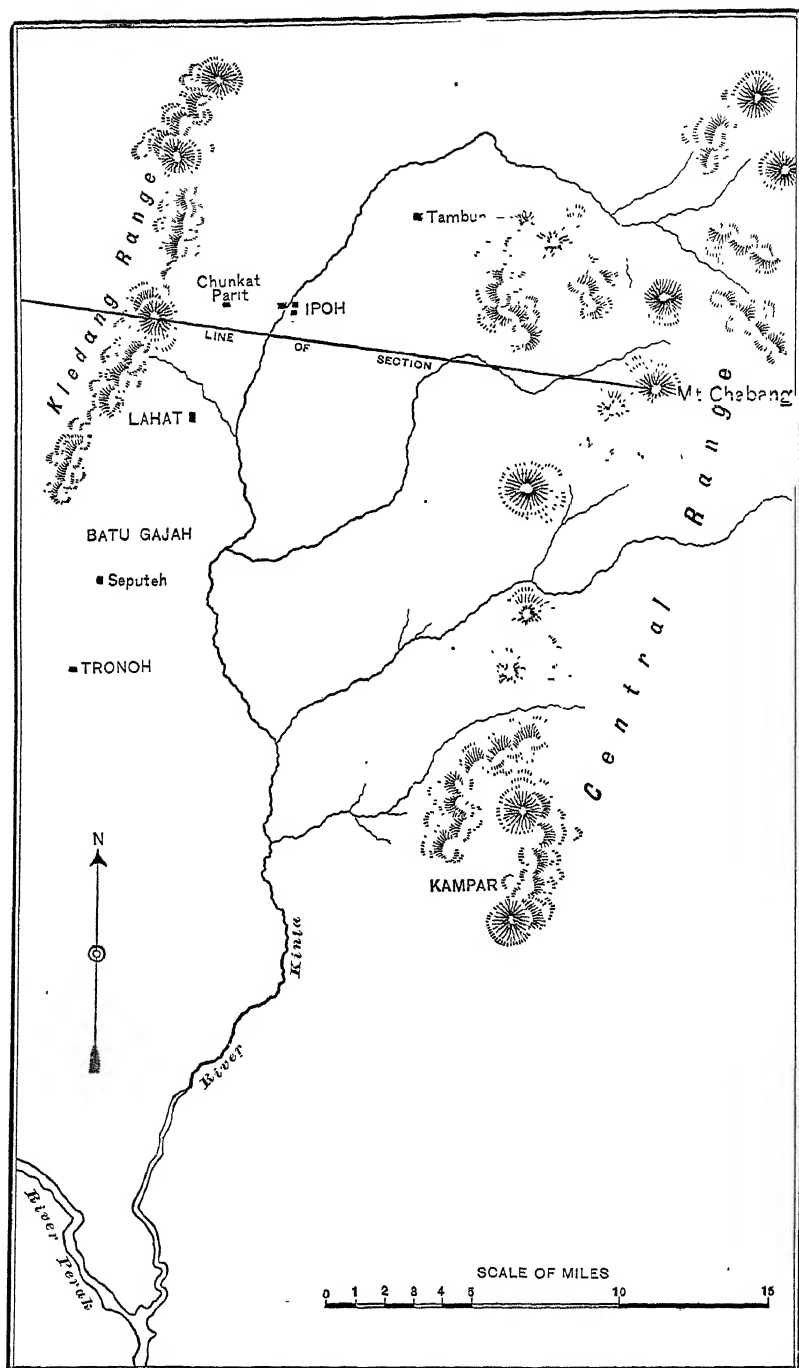 Kledang Range
Tambun
Chunkat
Parit
IPOH
LINE OF SECTION
Mt Chabang
LAHAT
Central Range
BATU GAJAH
Seputeh
TRONOH
N
KAMPAR
River Kinta
River Perak
SCALE OF MILES
0 1 2 3 4 5 10 15